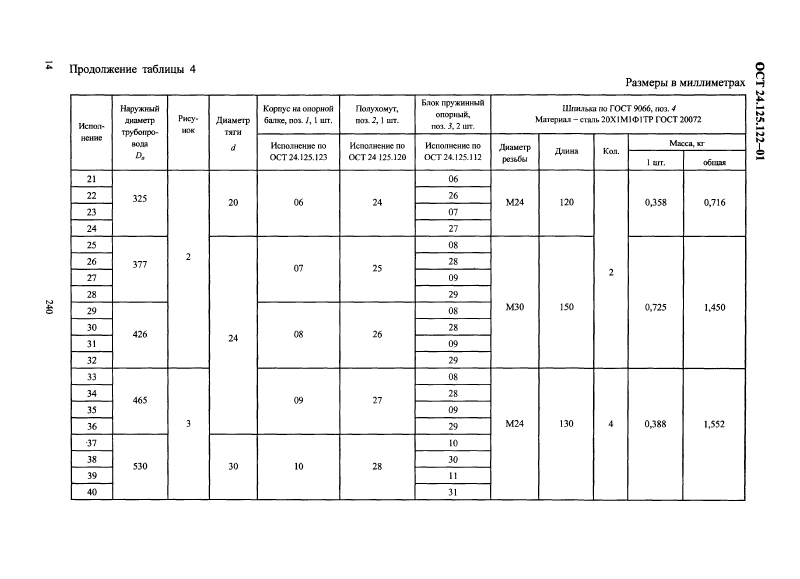 14
Продолжение таблицы 4
Размеры в миллиметрах
ОСТ 24.125.122–01
240
Испол-
нение
Наружный
диаметр
трубопро-
вода
Dн
Рису-
нок
Диаметр
тяги
d
Корпус на опорной
балке, поз. 1, 1 шт.
Исполнение по
ОСТ 24.125.123
Полухомут,
поз. 2, 1 шт.
Исполнение по
ОСТ 24 125.120
Блок пружинный
опорный,
поз. 3, 2 шт.
Исполнение по
ОСТ 24.125.112
Шпилька по ГОСТ 9066, поз. 4
Материал – сталь 20Х1М1Ф1ТР ГОСТ 20072
Диаметр
резьбы
Длина
Кол.
Масса, кг
1 шт.
общая
21 325 2 20 06 24 06 М24 120 2 0,358 0,716
22 26
23 07
24 27
25 377 24 07 25 08 М30 150 0,725 1,450
26 28
27 09
28 29
29 426 08 26 08
30 28
31 09
32 29
33 465 3 09 27 08 М24 130 4 0,388 1,552
34 28
35 09
36 29
37 530 30 10 28 10
38 30
39 11
40 31